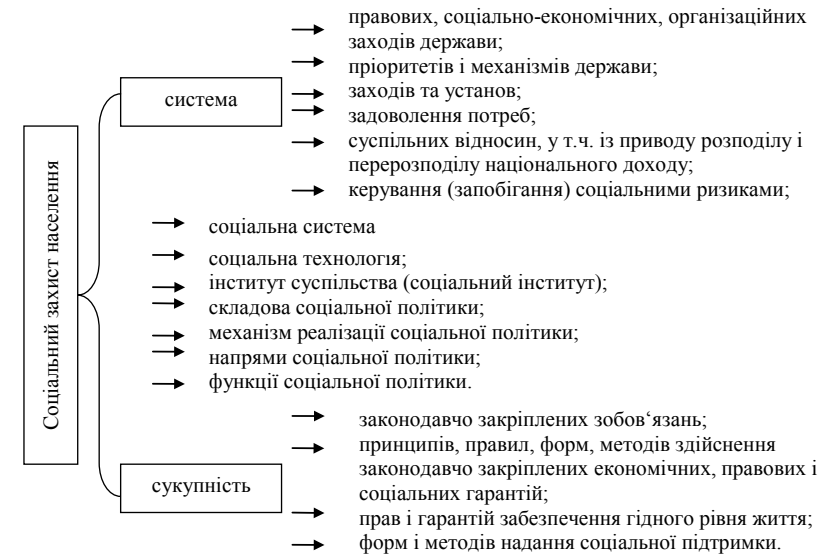 Соціальний захист населення
система
правових, соціально-економічних, організаційних
заходів держави;
пріоритетів і механізмів держави;
заходів та установ;
задоволення потреб;
суспільних відносин, у т.ч. із приводу розподілу і
перерозподілу національного доходу;
керування (запобігання) соціальними ризиками;
соціальна система
соціальна технологія;
інститут суспільства (соціальний інститут);
складова соціальної політики;
механізм реалізації соціальної політики;
напрями соціальної політики;
функції соціальної політики.
сукупність
законодавчо закріплених зобов‘язань;
принципів, правил, форм, методів здійснення
законодавчо закріплених економічних, правових і
соціальних гарантій;
прав і гарантій забезпечення гідного рівня життя;
форм і методів надання соціальної підтримки.